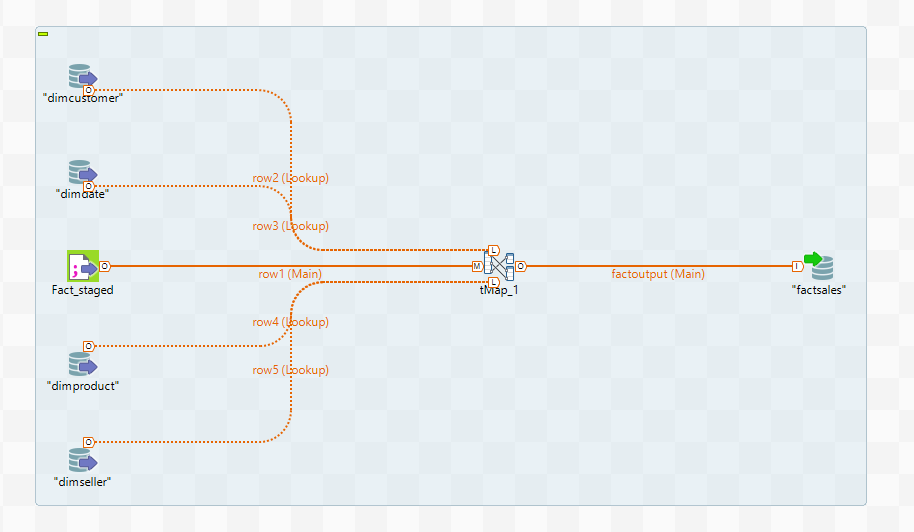 "dimcustomer"
row2 (Lookup)
"dimdate"
row3 (Lookup)
Fact_staged
row1 (Main)
tMap_1
factoutput (Main)
"factsales"
row4 (Lookup)
"dimproduct"
row5 (Lookup)
"dimseller"
O
O
O
O
O
L
M
L
O
I